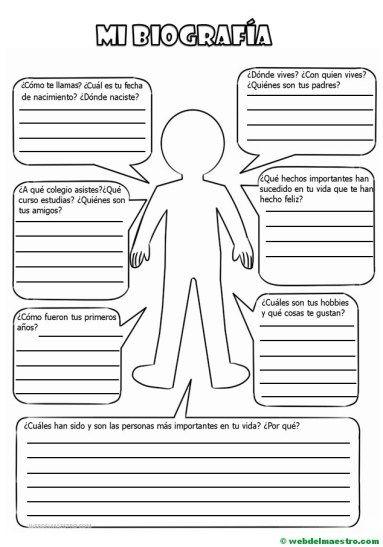 MI BIOGRAFÍA
¿Cómo te llamas? ¿Cuál es tu fecha
de nacimiento? ¿Dónde naciste?
¿Dónde vives? ¿Con quien vives?
¿Quiénes son tus padres?
¿A qué colegio asistes?¿Qué
curso estudias? ¿Quiénes son
tus amigos?
¿Qué hechos importantes han
sucedido en tu vida que te han
hecho feliz?
¿Cómo fueron tus primeros
años?
¿Cuáles son tus hobbies
y qué cosas te gustan?
¿Cuáles han sido y son las personas más importantes en tu vida? ¿Por qué?
© webdelmaestro.com